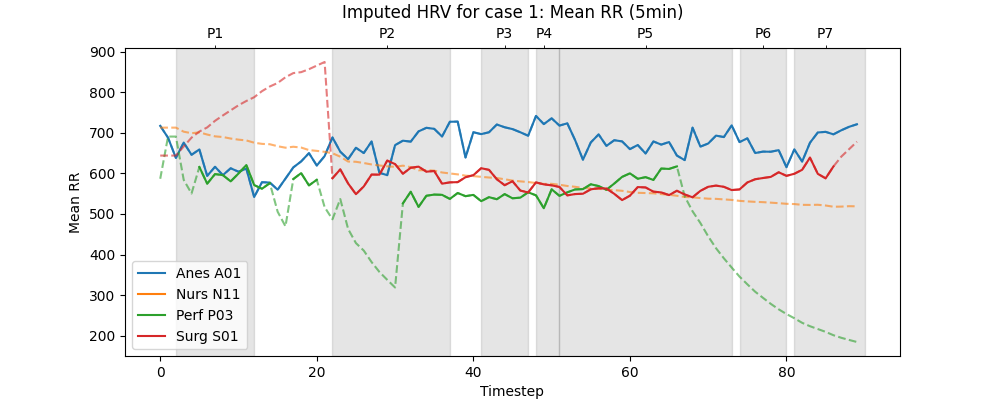 Imputed HRV for case 1: Mean RR (5min)
P1 P2 P3 P4 P5 P6 P7
900
800
700
600
500
400
300
200
Mean RR
Anes A01
Nurs N11
Perf P03
Surg S01
0 20 40 60 80
Timestep